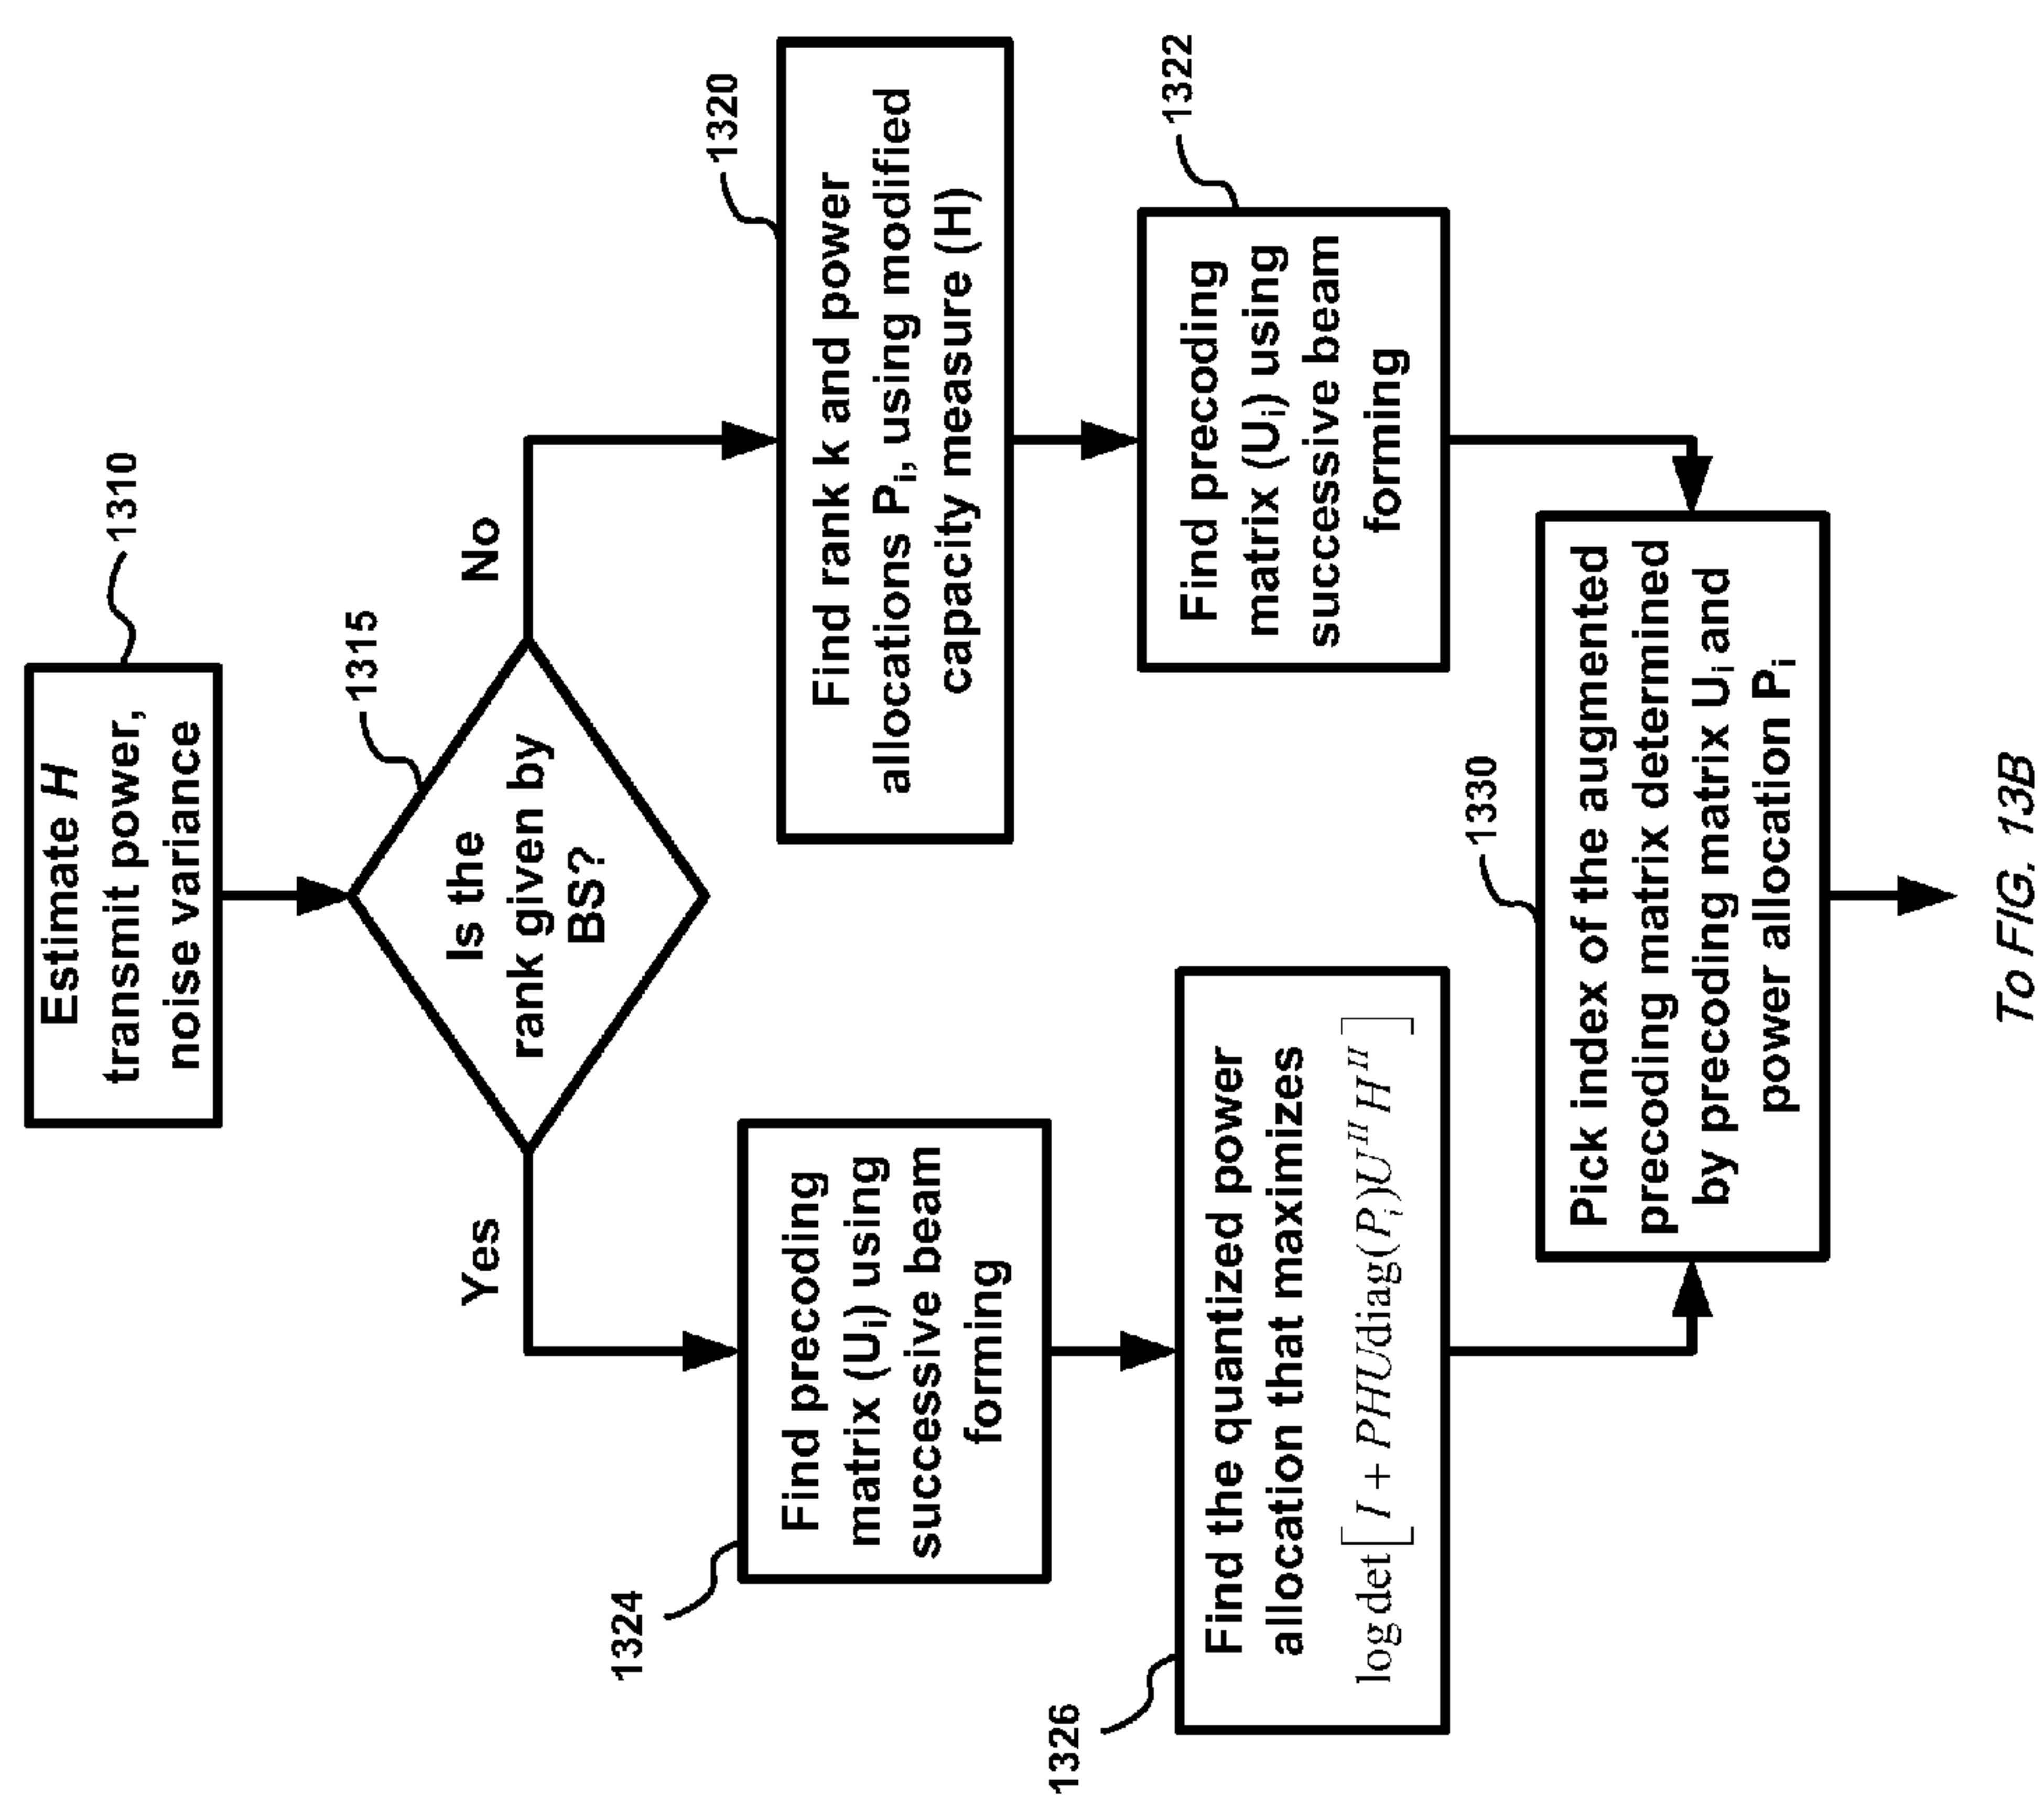 1310
Estimate H
transmit power,
noise variance
1315
Is the
rank given by
BS?
Yes
No
1324
Find precoding
matrix (Ui) using
successive beam
forming
1320
Find rank k and power
allocations Pi, using modified
capacity measure (H)
1326
Find the quantized power
allocation that maximizes
log det[I + PHUdiag(Pi)U^H H^H]
1322
Find precoding
matrix (Ui) using
successive beam
forming
1330
Pick index of the augmented
precoding matrix determined
by precoding matrix Ui and
power allocation Pi
To FIG. 13B